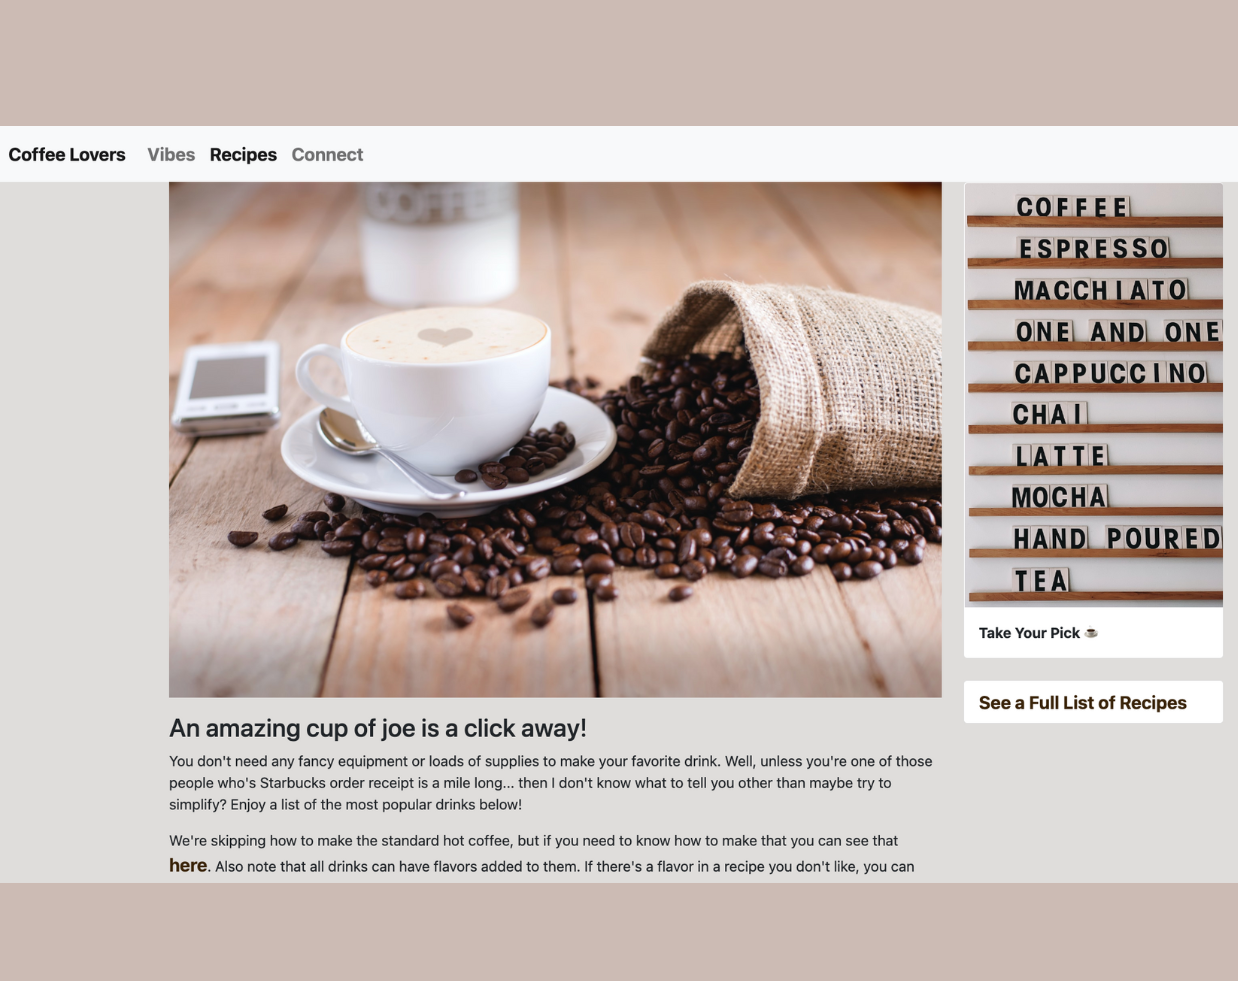 Coffee Lovers Vibes Recipes Connect
COFFEE
An amazing cup of joe is a click away!
You don't need any fancy equipment or loads of supplies to make your favorite drink. Well, unless you're one of those
people who's Starbucks order receipt is a mile long... then I don't know what to tell you other than maybe try to
simplify? Enjoy a list of the most popular drinks below!
We're skipping how to make the standard hot coffee, but if you need to know how to make that you can see that
here. Also note that all drinks can have flavors added to them. If there's a flavor in a recipe you don't like, you can
COFFEE
ESPRESSO
MACCHIATO
ONE AND ONE
CAPPUCCINO
CHAI
LATTE
MOCHA
HAND POURED
TEA
Take Your Pick ☕
See a Full List of Recipes